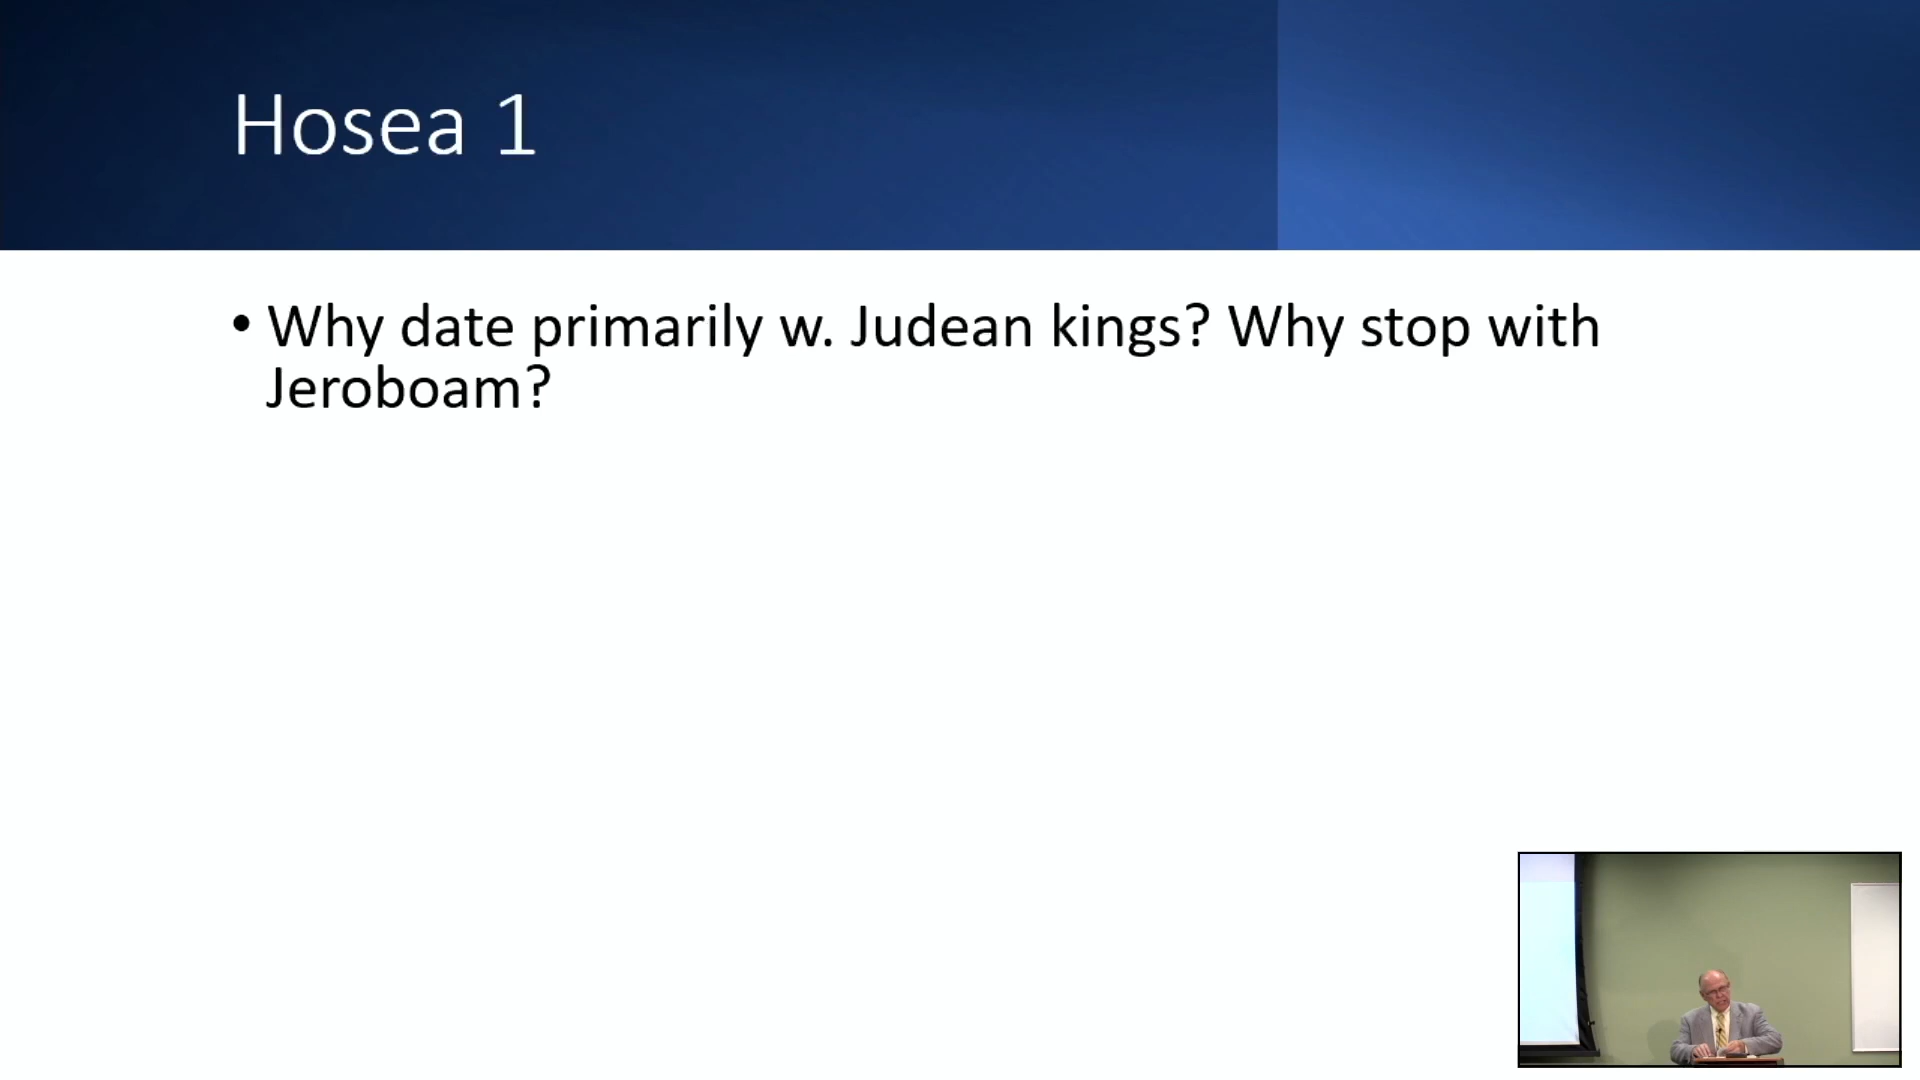 Hosea 1
• Why date primarily w. Judean kings? Why stop with
Jeroboam?